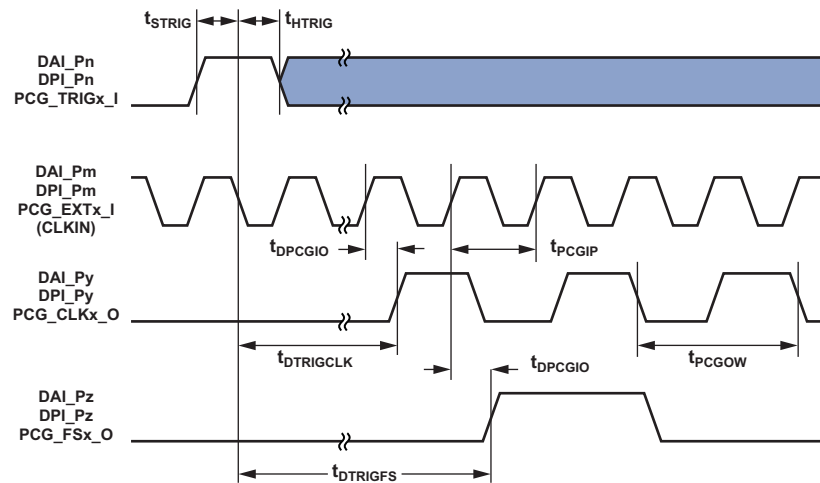 tSTRIG
tHTRIG
DAI_Pn
DPI_Pn
PCG_TRIGx_I
DAI_Pm
DPI_Pm
PCG_EXTx_I
(CLKIN)
tDPCGIO
tPCGIP
DAI_Py
DPI_Py
PCG_CLKx_O
tDTRIGCLK
tDPCGIO
tPCGOW
DAI_Pz
DPI_Pz
PCG_FSx_O
tDTRIGFS